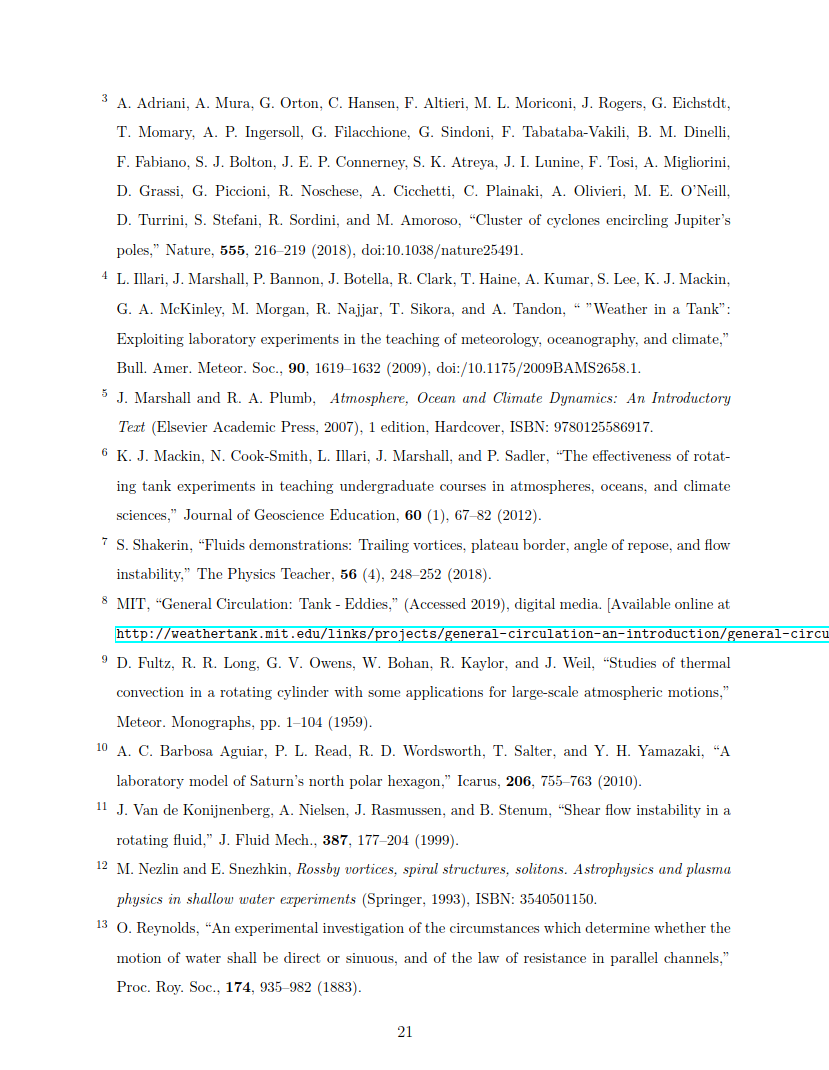 3 A. Adriani, A. Mura, G. Orton, C. Hansen, F. Altieri, M. L. Moriconi, J. Rogers, G. Eichstdt,
T. Momary, A. P. Ingersoll, G. Filacchione, G. Sindoni, F. Tabataba-Vakili, B. M. Dinelli,
F. Fabiano, S. J. Bolton, J. E. P. Connerney, S. K. Atreya, J. I. Lunine, F. Tosi, A. Migliorini,
D. Grassi, G. Piccioni, R. Noschese, A. Cicchetti, C. Plainaki, A. Olivieri, M. E. O’Neill,
D. Turrini, S. Stefani, R. Sordini, and M. Amoroso, “Cluster of cyclones encircling Jupiter’s
poles,” Nature, 555, 216–219 (2018), doi:10.1038/nature25491.
4 L. Illari, J. Marshall, P. Bannon, J. Botella, R. Clark, T. Haine, A. Kumar, S. Lee, K. J. Mackin,
G. A. McKinley, M. Morgan, R. Najjar, T. Sikora, and A. Tandon, “ ”Weather in a Tank”:
Exploiting laboratory experiments in the teaching of meteorology, oceanography, and climate,”
Bull. Amer. Meteor. Soc., 90, 1619–1632 (2009), doi:/10.1175/2009BAMS2658.1.
5 J. Marshall and R. A. Plumb, Atmosphere, Ocean and Climate Dynamics: An Introductory
Text (Elsevier Academic Press, 2007), 1 edition, Hardcover, ISBN: 9780125586917.
6 K. J. Mackin, N. Cook-Smith, L. Illari, J. Marshall, and P. Sadler, “The effectiveness of rotat-
ing tank experiments in teaching undergraduate courses in atmospheres, oceans, and climate
sciences,” Journal of Geoscience Education, 60 (1), 67–82 (2012).
7 S. Shakerin, “Fluids demonstrations: Trailing vortices, plateau border, angle of repose, and flow
instability,” The Physics Teacher, 56 (4), 248–252 (2018).
8 MIT, “General Circulation: Tank - Eddies,” (Accessed 2019), digital media. [Available online at
http://weathertank.mit.edu/links/projects/general-circulation-an-introduction/general-circu
9 D. Fultz, R. R. Long, G. V. Owens, W. Bohan, R. Kaylor, and J. Weil, “Studies of thermal
convection in a rotating cylinder with some applications for large-scale atmospheric motions,”
Meteor. Monographs, pp. 1–104 (1959).
10 A. C. Barbosa Aguiar, P. L. Read, R. D. Wordsworth, T. Salter, and Y. H. Yamazaki, “A
laboratory model of Saturn’s north polar hexagon,” Icarus, 206, 755–763 (2010).
11 J. Van de Konijnenberg, A. Nielsen, J. Rasmussen, and B. Stenum, “Shear flow instability in a
rotating fluid,” J. Fluid Mech., 387, 177–204 (1999).
12 M. Nezlin and E. Snezhkin, Rossby vortices, spiral structures, solitons. Astrophysics and plasma
physics in shallow water experiments (Springer, 1993), ISBN: 3540501150.
13 O. Reynolds, “An experimental investigation of the circumstances which determine whether the
motion of water shall be direct or sinuous, and of the law of resistance in parallel channels,”
Proc. Roy. Soc., 174, 935–982 (1883).
21